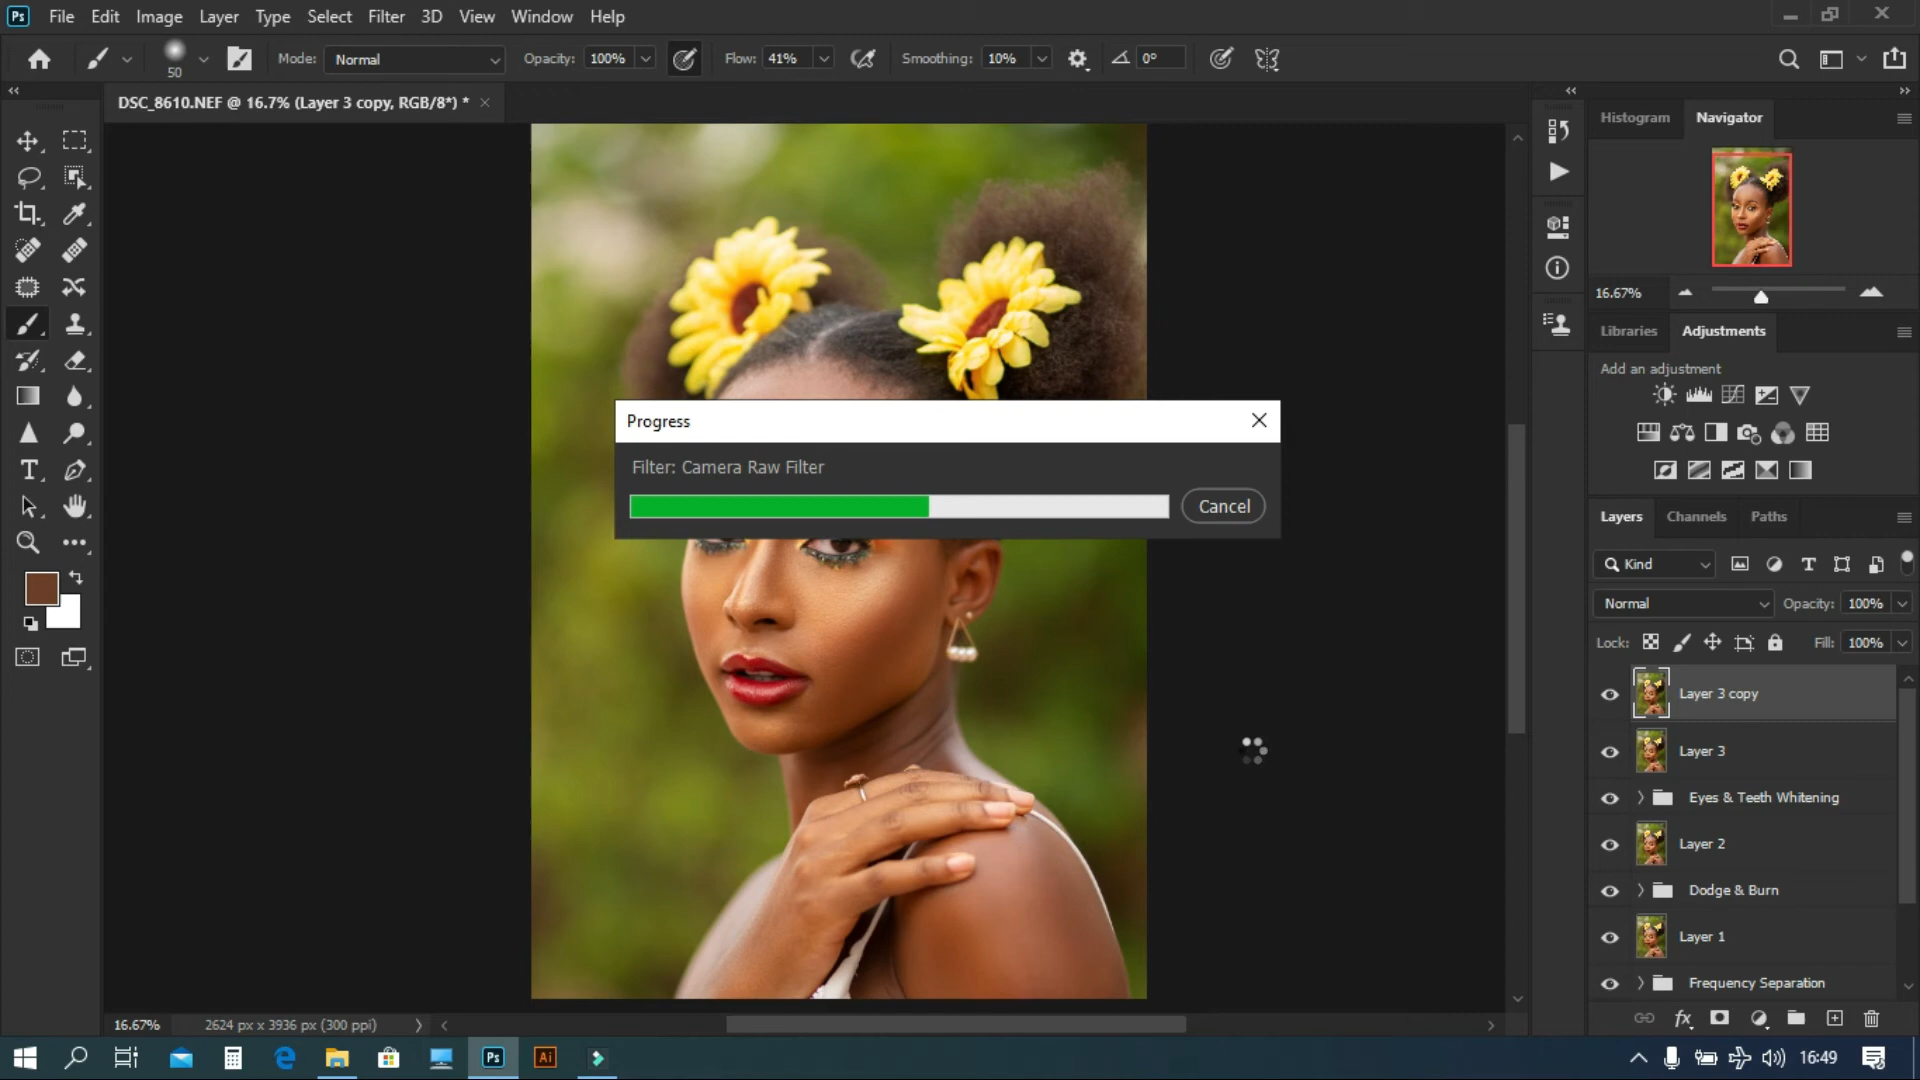 Ps File Edit Image Layer Type Select Filter 3D View Window Help
50 Mode: Normal Opacity: 100% Flow: 41% Smoothing: 10% 0°
DSC_8610.NEF @ 16.7% (Layer 3 copy, RGB/8*) *
Histogram Navigator
16.67%
Libraries Adjustments
Add an adjustment
Progress
Filter: Camera Raw Filter
Cancel
Layers Channels Paths
Kind
Normal Opacity: 100%
Lock: Fill: 100%
Layer 3 copy
Layer 3
Eyes & Teeth Whitening
Layer 2
Dodge & Burn
Layer 1
Frequency Separation
fx
16.67% 2624 px x 3936 px (300 ppi)
Ps Ai 16:49